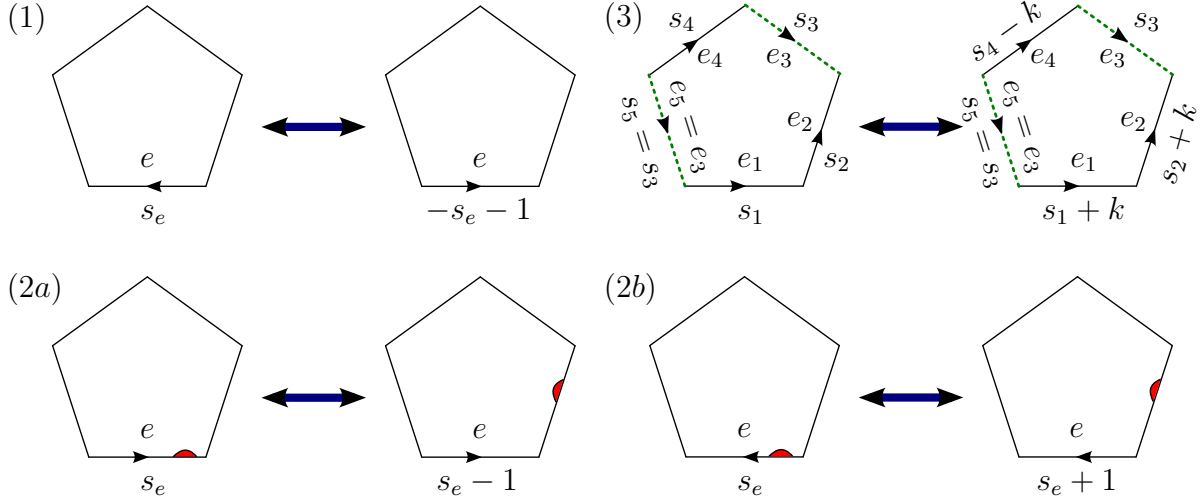 (1)
e
s_e
e
-s_e - 1
(3)
s_4
e_4
s_3
e_3
e_5 = e_3
s_5 = s_3
e_2
s_2
e_1
s_1
s_4 - k
e_4
s_3
e_3
e_5 = e_3
s_5 = s_3
e_2
s_2 + k
e_1
s_1 + k
(2a)
e
s_e
e
s_e - 1
(2b)
e
s_e
e
s_e + 1